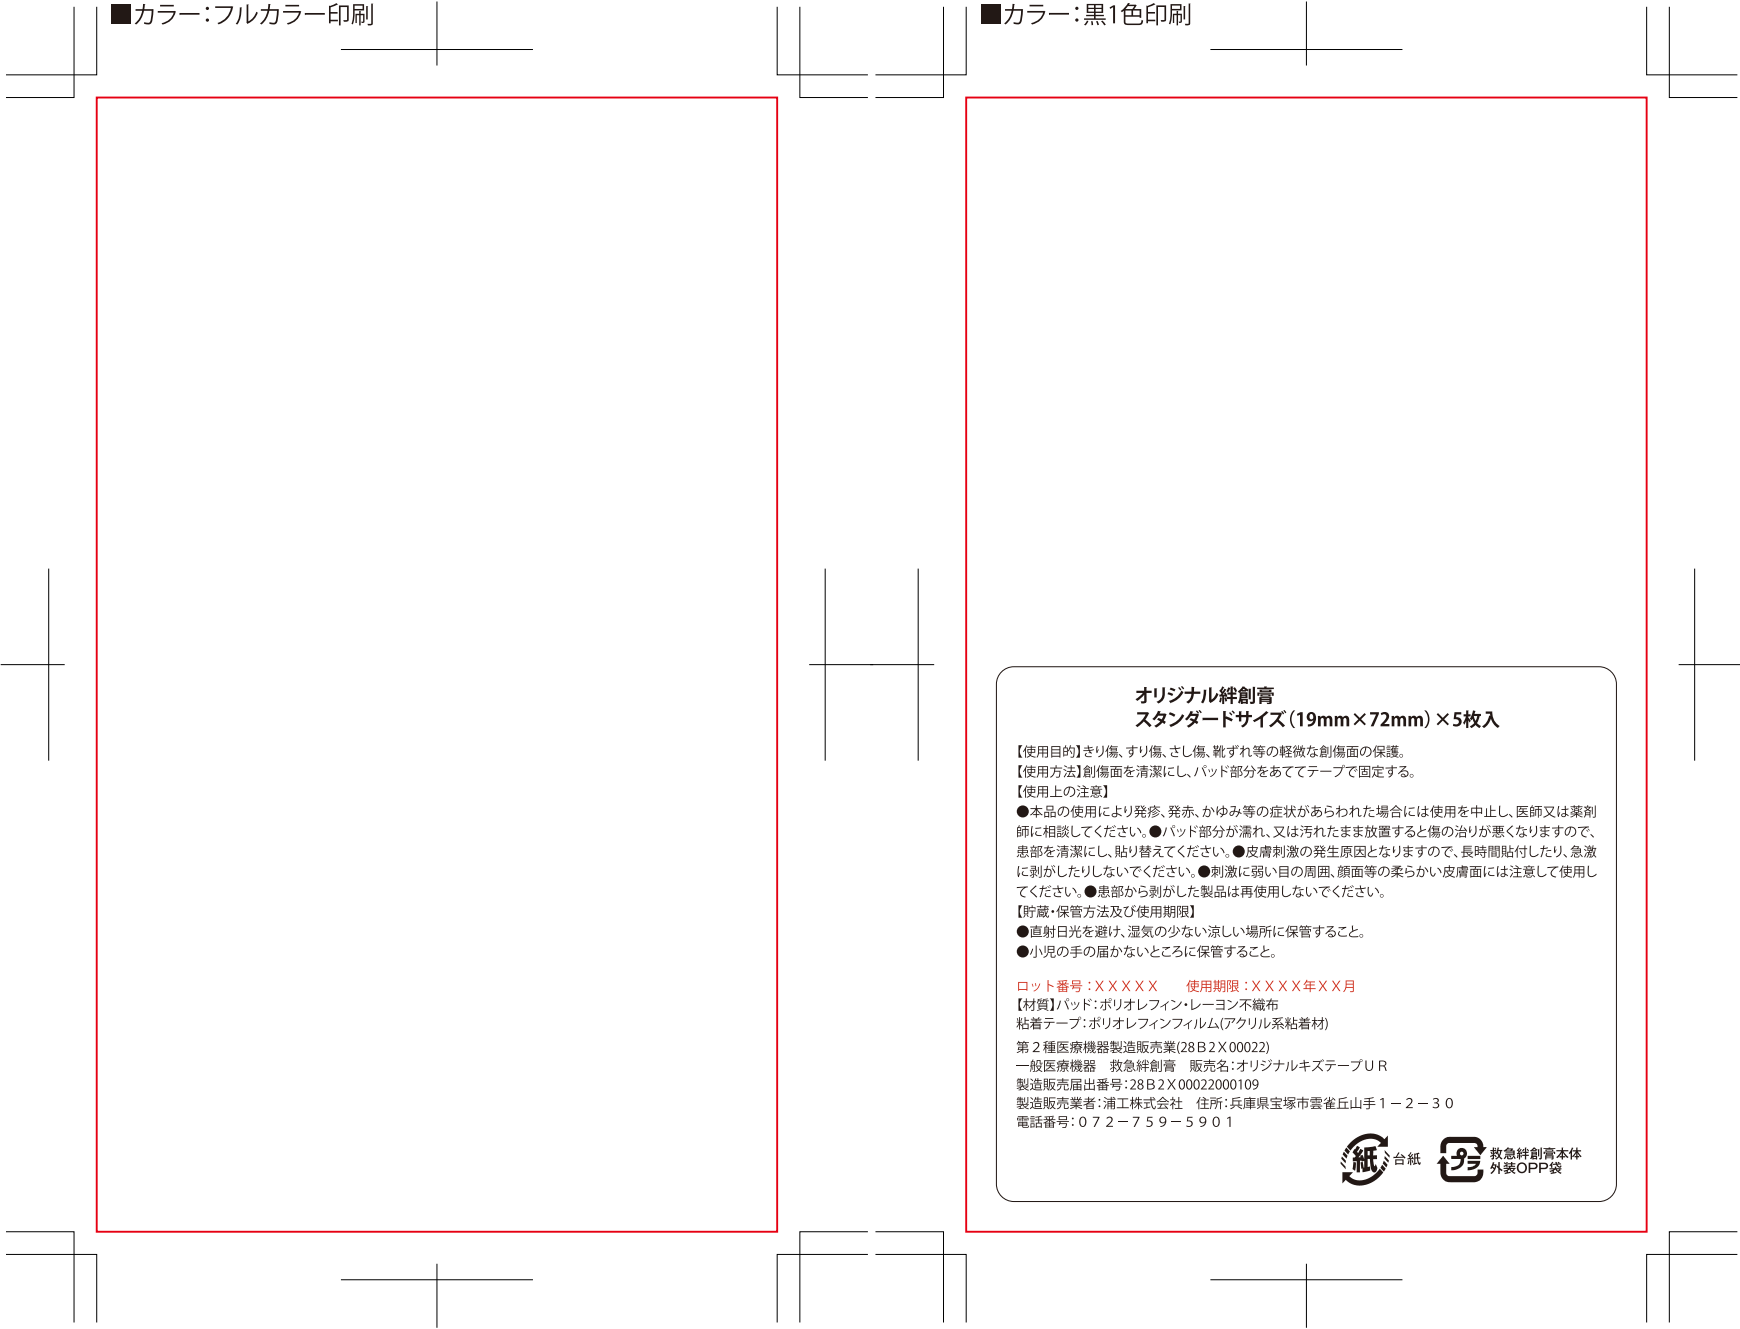 ■カラー：フルカラー印刷
■カラー：黒1色印刷
オリジナル絆創膏
スタンダードサイズ（19mm×72mm）×5枚入
【使用目的】きり傷、すり傷、さし傷、靴ずれ等の軽微な創傷面の保護。
【使用方法】創傷面を清潔にし、パッド部分をあててテープで固定する。
【使用上の注意】
●本品の使用により発疹、発赤、かゆみ等の症状があらわれた場合には使用を中止し、医師又は薬剤
師に相談してください。●パッド部分が濡れ、又は汚れたまま放置すると傷の治りが悪くなりますので、
患部を清潔にし、貼り替えてください。●皮膚刺激の発生原因となりますので、長時間貼付したり、急激
に剥がしたりしないでください。●刺激に弱い目の周囲、顔面等の柔らかい皮膚面には注意して使用し
てください。●患部から剥がした製品は再使用しないでください。
【貯蔵・保管方法及び使用期限】
●直射日光を避け、湿気の少ない涼しい場所に保管すること。
●小児の手の届かないところに保管すること。
ロット番号：ＸＸＸＸＸ　　使用期限：ＸＸＸＸ年ＸＸ月
【材質】パッド：ポリオレフィン・レーヨン不織布
粘着テープ：ポリオレフィンフィルム(アクリル系粘着材)
第２種医療機器製造販売業(28Ｂ2Ｘ00022)
一般医療機器　救急絆創膏　販売名：オリジナルキズテープＵＲ
製造販売届出番号：28Ｂ2Ｘ00022000109
製造販売業者：浦工株式会社　住所：兵庫県宝塚市雲雀丘山手１－２－３０
電話番号：０７２－７５９－５９０１
紙 台紙
プラ 救急絆創膏本体
外装OPP袋